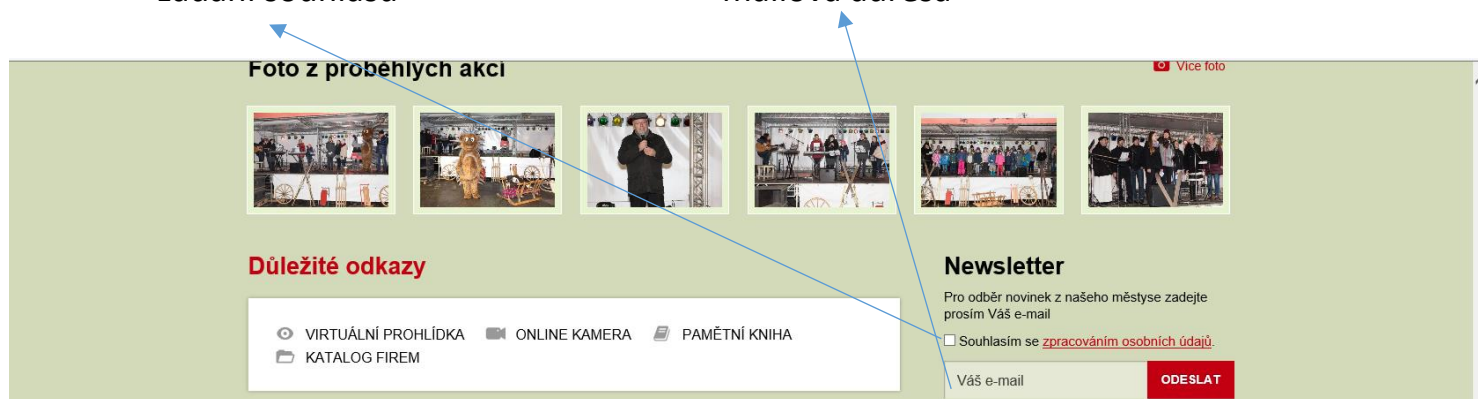 Foto z proběhlých akcí
Více foto
Důležité odkazy
VIRTUÁLNÍ PROHLÍDKA ONLINE KAMERA PAMĚTNÍ KNIHA
KATALOG FIREM
Newsletter
Pro odběr novinek z našeho městyse zadejte
prosím Váš e-mail
Souhlasím se zpracováním osobních údajů.
Váš e-mail ODESLAT